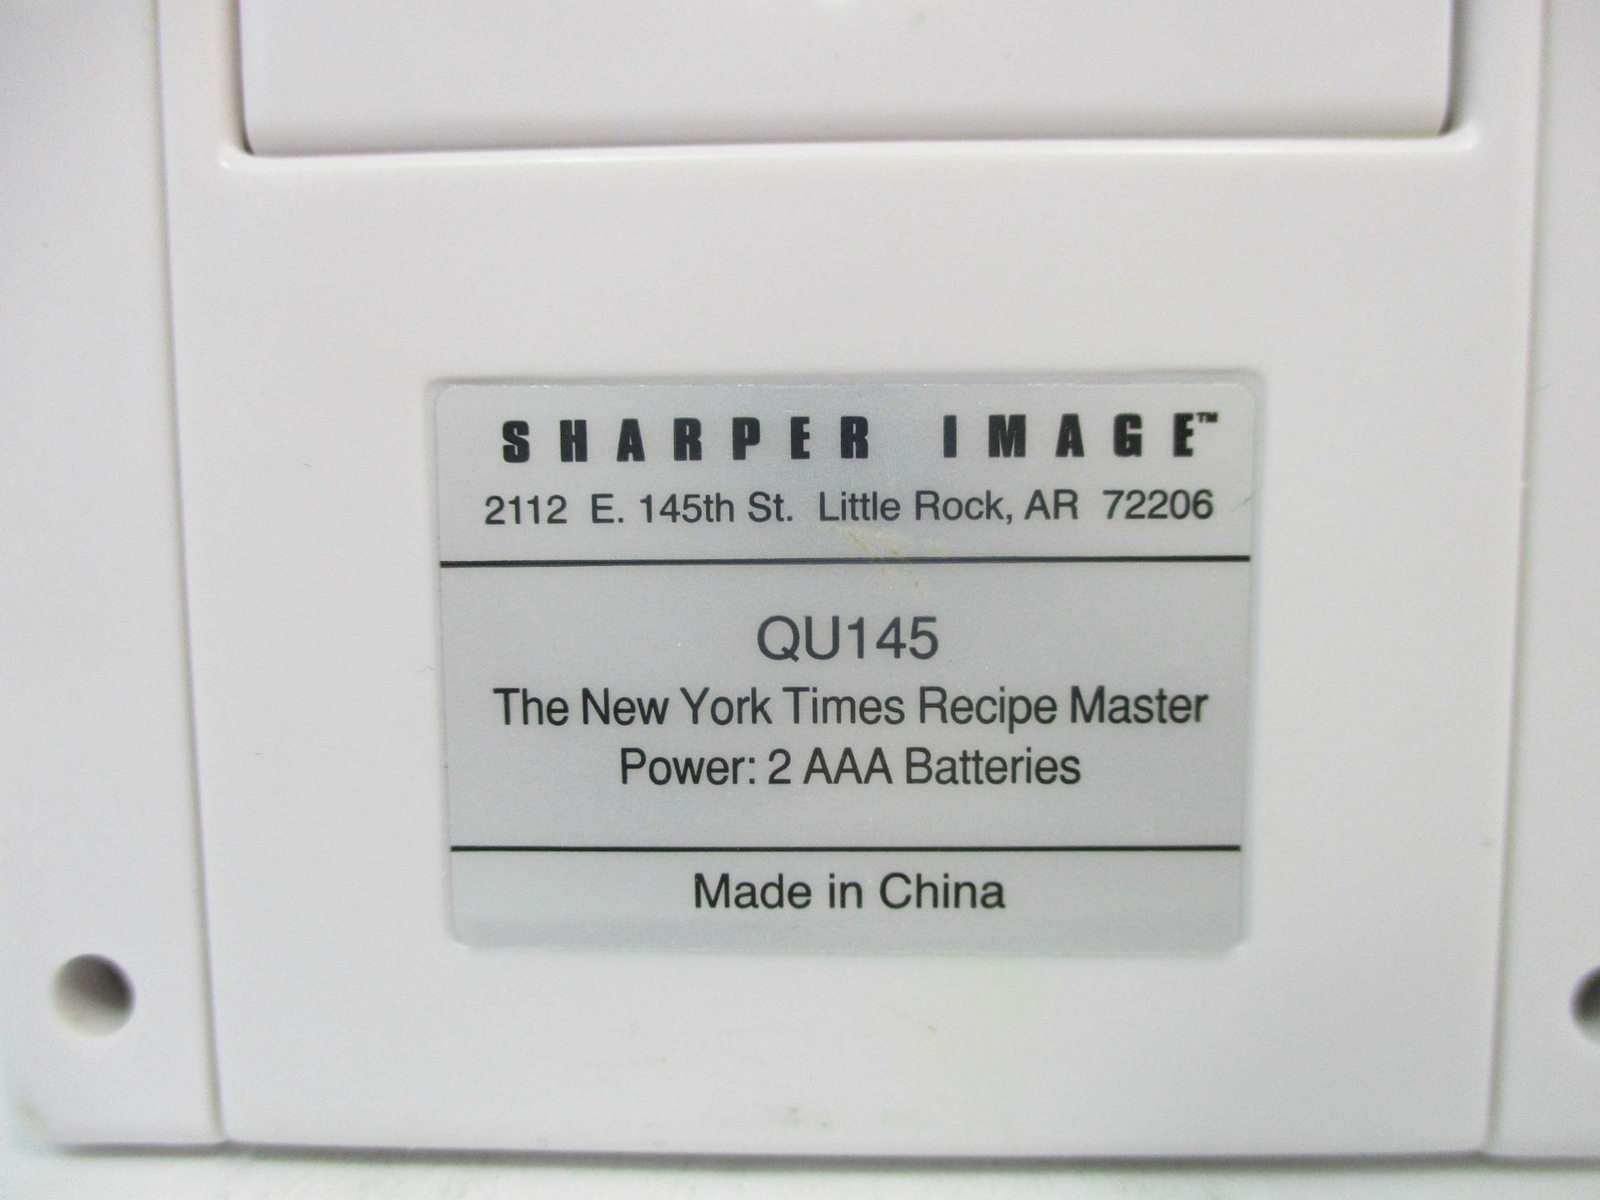 SHARPER IMAGE™
2112 E. 145th St. Little Rock, AR 72206
QU145
The New York Times Recipe Master
Power: 2 AAA Batteries
Made in China